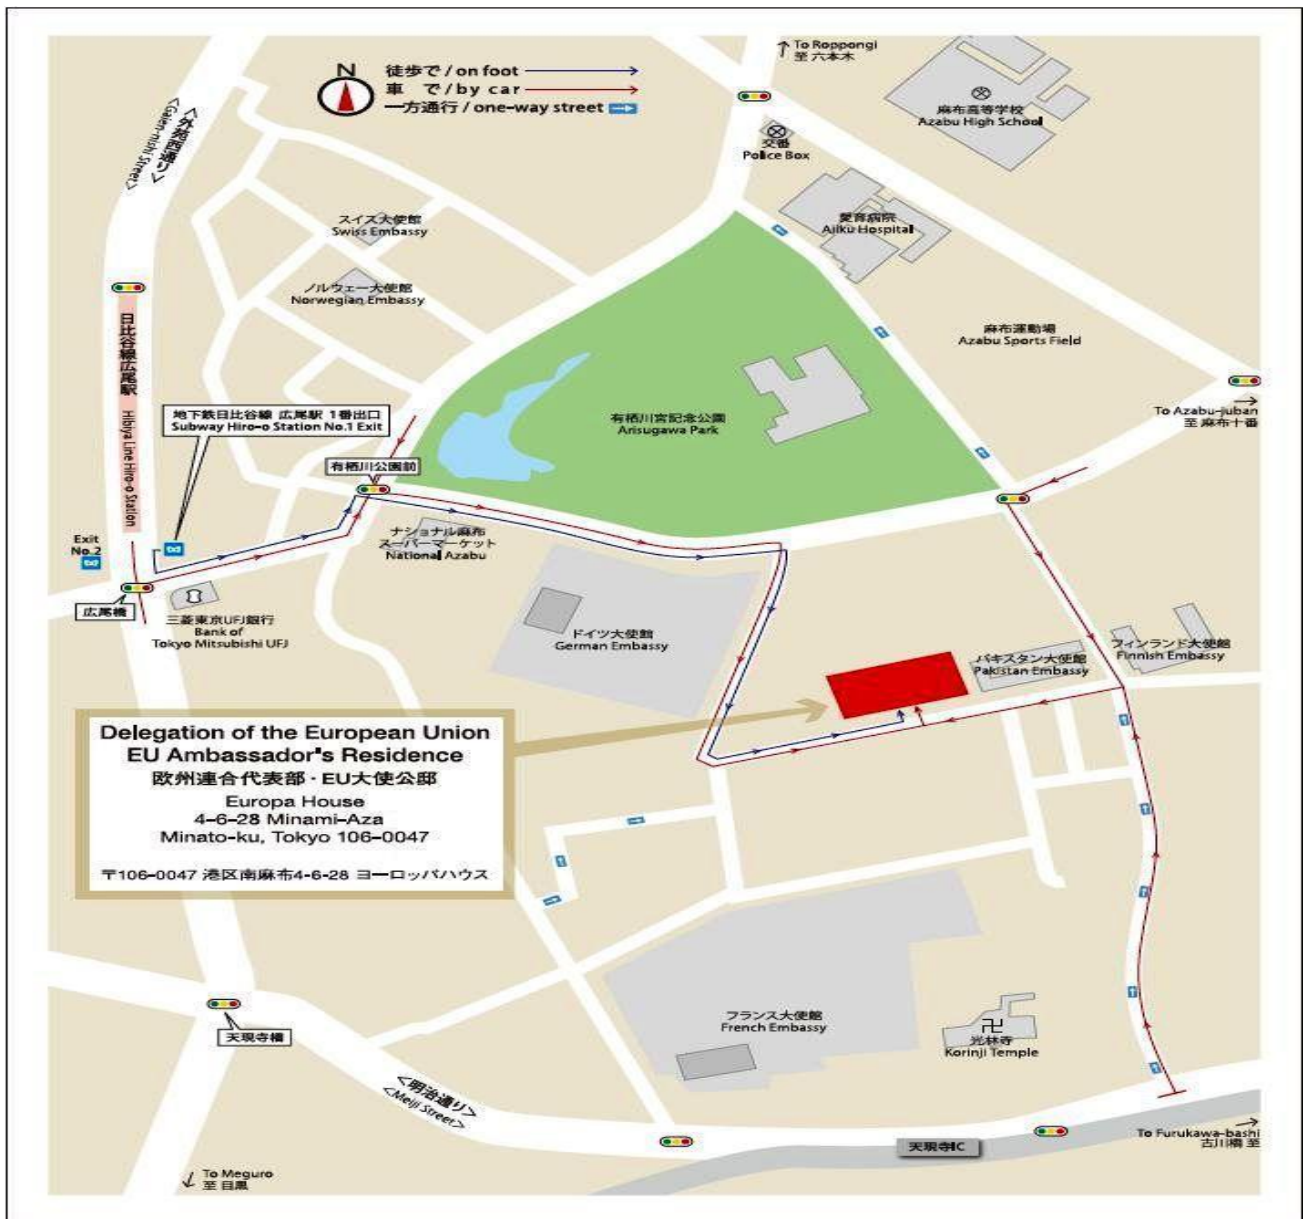 To Roppongi
至 六本木
N
徒歩で / on foot
車 で / by car
一方通行 / one-way street
麻布高等学校
Azabu High School
交番
Police Box
<外苑西通り>
<Gaien-nishi Street>
スイス大使館
Swiss Embassy
愛育病院
Aiiku Hospital
ノルウェー大使館
Norwegian Embassy
麻布運動場
Azabu Sports Field
日比谷線広尾駅 Hibiya Line Hiro-o Station
地下鉄日比谷線 広尾駅 1番出口
Subway Hiro-o Station No.1 Exit
有栖川宮記念公園
Arisugawa Park
To Azabu-juban
至 麻布十番
有栖川公園前
ナショナル麻布
スーパーマーケット
National Azabu
Exit
No.2
広尾橋
三菱東京UFJ銀行
Bank of
Tokyo Mitsubishi UFJ
ドイツ大使館
German Embassy
パキスタン大使館
Pakistan Embassy
フィンランド大使館
Finnish Embassy
Delegation of the European Union
EU Ambassador's Residence
欧州連合代表部・EU大使公邸
Europa House
4-6-28 Minami-Aza
Minato-ku, Tokyo 106-0047
〒106-0047 港区南麻布4-6-28 ヨーロッパハウス
フランス大使館
French Embassy
光林寺
Korinji Temple
天現寺橋
<明治通り>
<Meiji Street>
天現寺IC
To Furukawa-bashi
古川橋 至
To Meguro
至 目黒